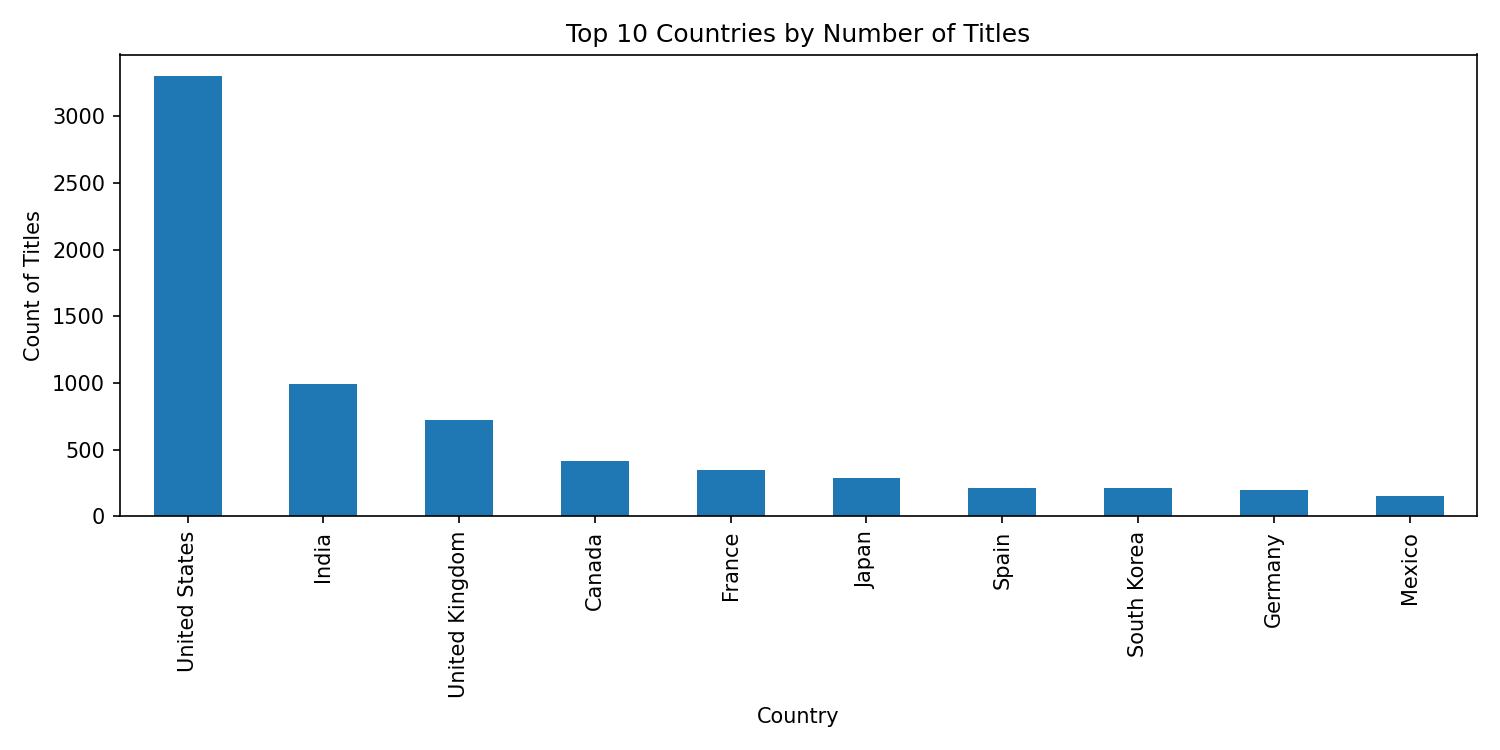 Top 10 Countries by Number of Titles
Count of Titles
3000
2500
2000
1500
1000
500
0
United States
India
United Kingdom
Canada
France
Japan
Spain
South Korea
Germany
Mexico
Country